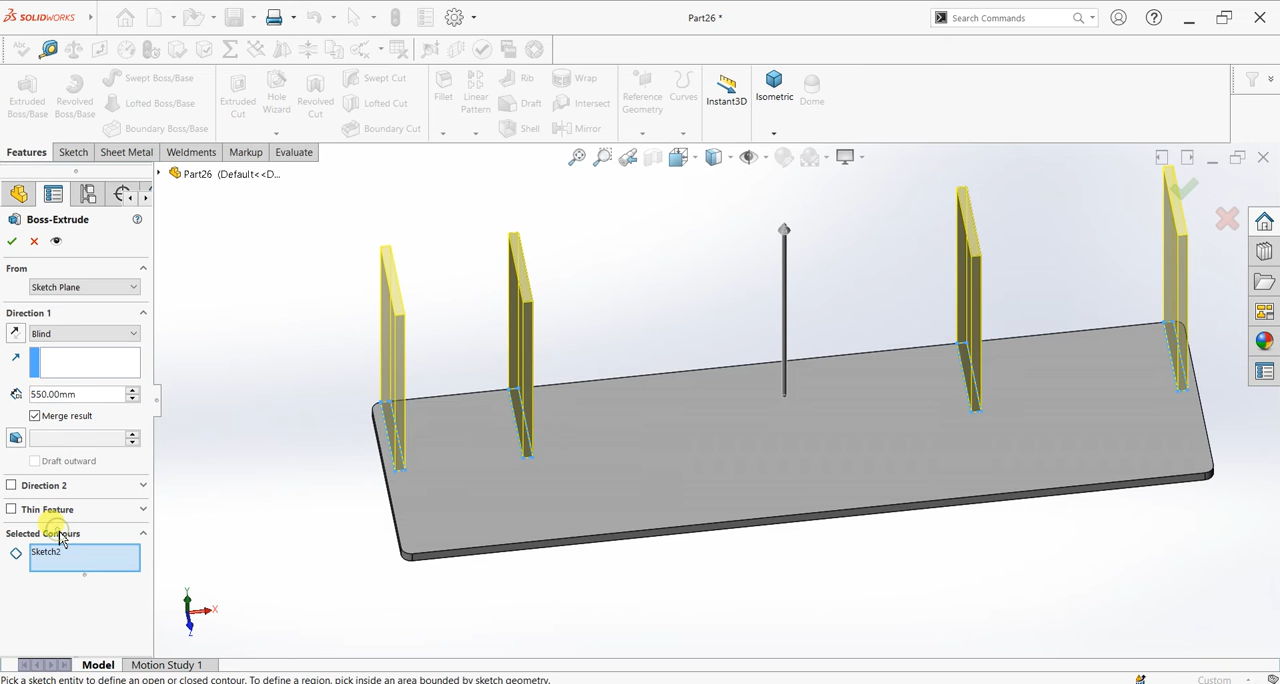 SOLIDWORKS
Part26 *
Search Commands
Extruded Boss/Base
Revolved Boss/Base
Swept Boss/Base
Lofted Boss/Base
Boundary Boss/Base
Extruded Cut
Hole Wizard
Revolved Cut
Swept Cut
Lofted Cut
Boundary Cut
Fillet
Linear Pattern
Rib
Draft
Shell
Wrap
Intersect
Mirror
Reference Geometry
Curves
Instant3D
Isometric
Dome
Features
Sketch
Sheet Metal
Weldments
Markup
Evaluate
Part26 (Default<<D...
Boss-Extrude
From
Sketch Plane
Direction 1
Blind
550.00mm
Merge result
Draft outward
Direction 2
Thin Feature
Selected Contours
Sketch2
Y
X
Z
Model
Motion Study 1
Pick a sketch entity to define an open or closed contour. To define a region, pick inside an area bounded by sketch geometry.
Custom